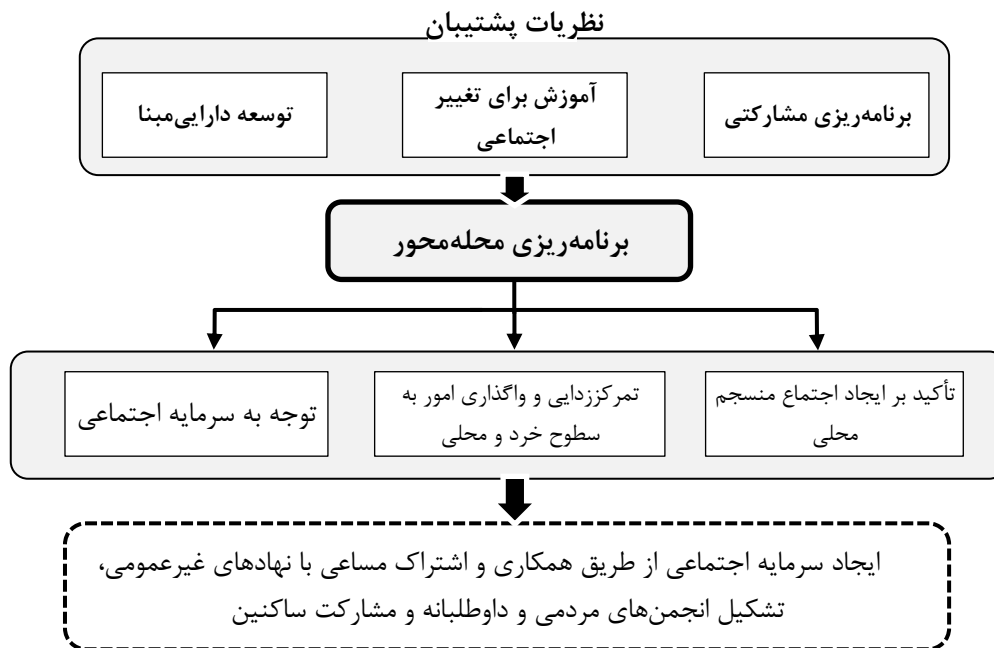 نظریات پشتیبان
برنامه‌ریزی مشارکتی
آموزش برای تغییر
اجتماعی
توسعه دارایی‌مبنا
برنامه‌ریزی محله‌محور
تأکید بر ایجاد اجتماع منسجم
محلی
تمرکززدایی و واگذاری امور به
سطوح خرد و محلی
توجه به سرمایه اجتماعی
ایجاد سرمایه اجتماعی از طریق همکاری و اشتراک مساعی با نهادهای غیرعمومی،
تشکیل انجمن‌های مردمی و داوطلبانه و مشارکت ساکنین